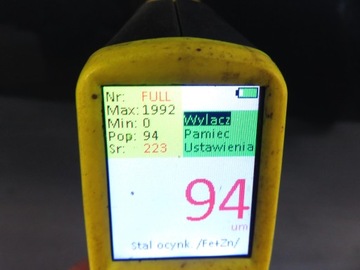 Nr: FULL
Max: 1992
Min: 0
Pop: 94
Sr: 223
Wylacz
Pamiec
Ustawienia
94
um
Stal ocynk. /Fe+Zn/